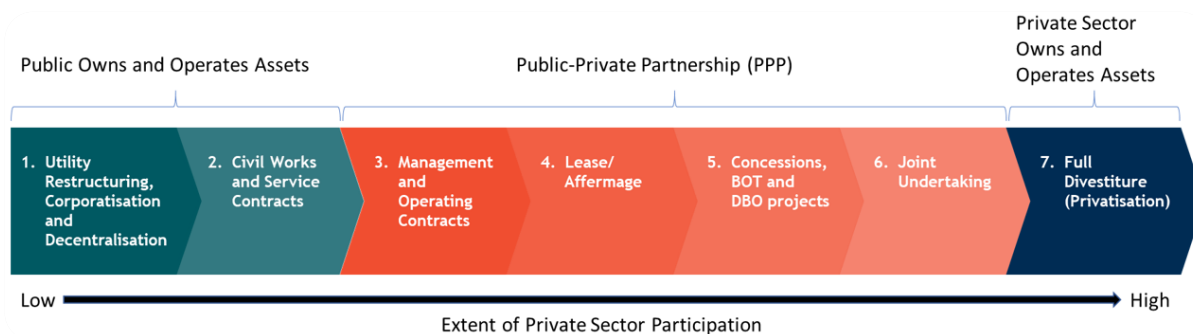 Public Owns and Operates Assets
Public-Private Partnership (PPP)
Private Sector
Owns and
Operates Assets
1. Utility
Restructuring,
Corporatisation
and
Decentralisation
2. Civil Works
and Service
Contracts
3. Management
and
Operating
Contracts
4. Lease/
Affermage
5. Concessions,
BOT and
DBO projects
6. Joint
Undertaking
7. Full
Divestiture
(Privatisation)
Low
High
Extent of Private Sector Participation